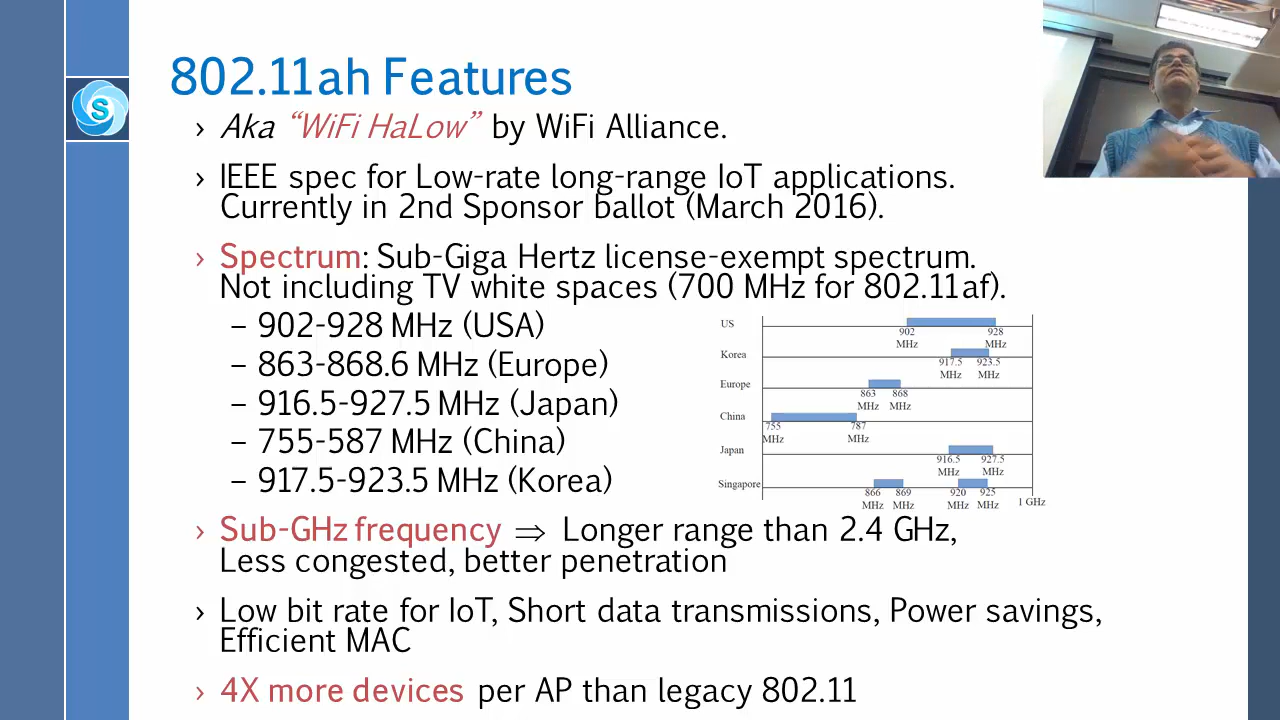 802.11ah Features
S
› Aka “WiFi HaLow” by WiFi Alliance.
› IEEE spec for Low-rate long-range IoT applications.
Currently in 2nd Sponsor ballot (March 2016).
› Spectrum: Sub-Giga Hertz license-exempt spectrum.
Not including TV white spaces (700 MHz for 802.11af).
– 902-928 MHz (USA)
– 863-868.6 MHz (Europe)
– 916.5-927.5 MHz (Japan)
– 755-587 MHz (China)
– 917.5-923.5 MHz (Korea)
US
902 928
MHz MHz
Korea
917.5 923.5
MHz MHz
Europe
863 868
MHz MHz
China
755 787
MHz MHz
Japan
916.5 927.5
MHz MHz
Singapore
866 869 920 925
MHz MHz MHz MHz
1 GHz
› Sub-GHz frequency ⇒ Longer range than 2.4 GHz,
Less congested, better penetration
› Low bit rate for IoT, Short data transmissions, Power savings,
Efficient MAC
› 4X more devices per AP than legacy 802.11